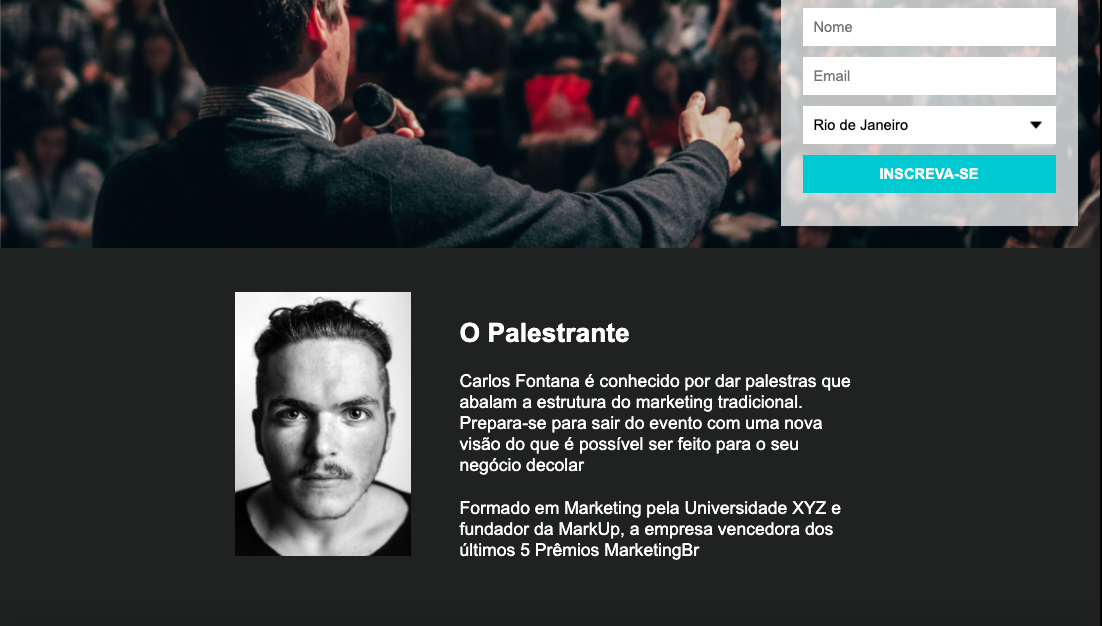 Nome
Email
Rio de Janeiro
INSCREVA-SE
O Palestrante
Carlos Fontana é conhecido por dar palestras que
abalam a estrutura do marketing tradicional.
Prepara-se para sair do evento com uma nova
visão do que é possível ser feito para o seu
negócio decolar
Formado em Marketing pela Universidade XYZ e
fundador da MarkUp, a empresa vencedora dos
últimos 5 Prêmios MarketingBr